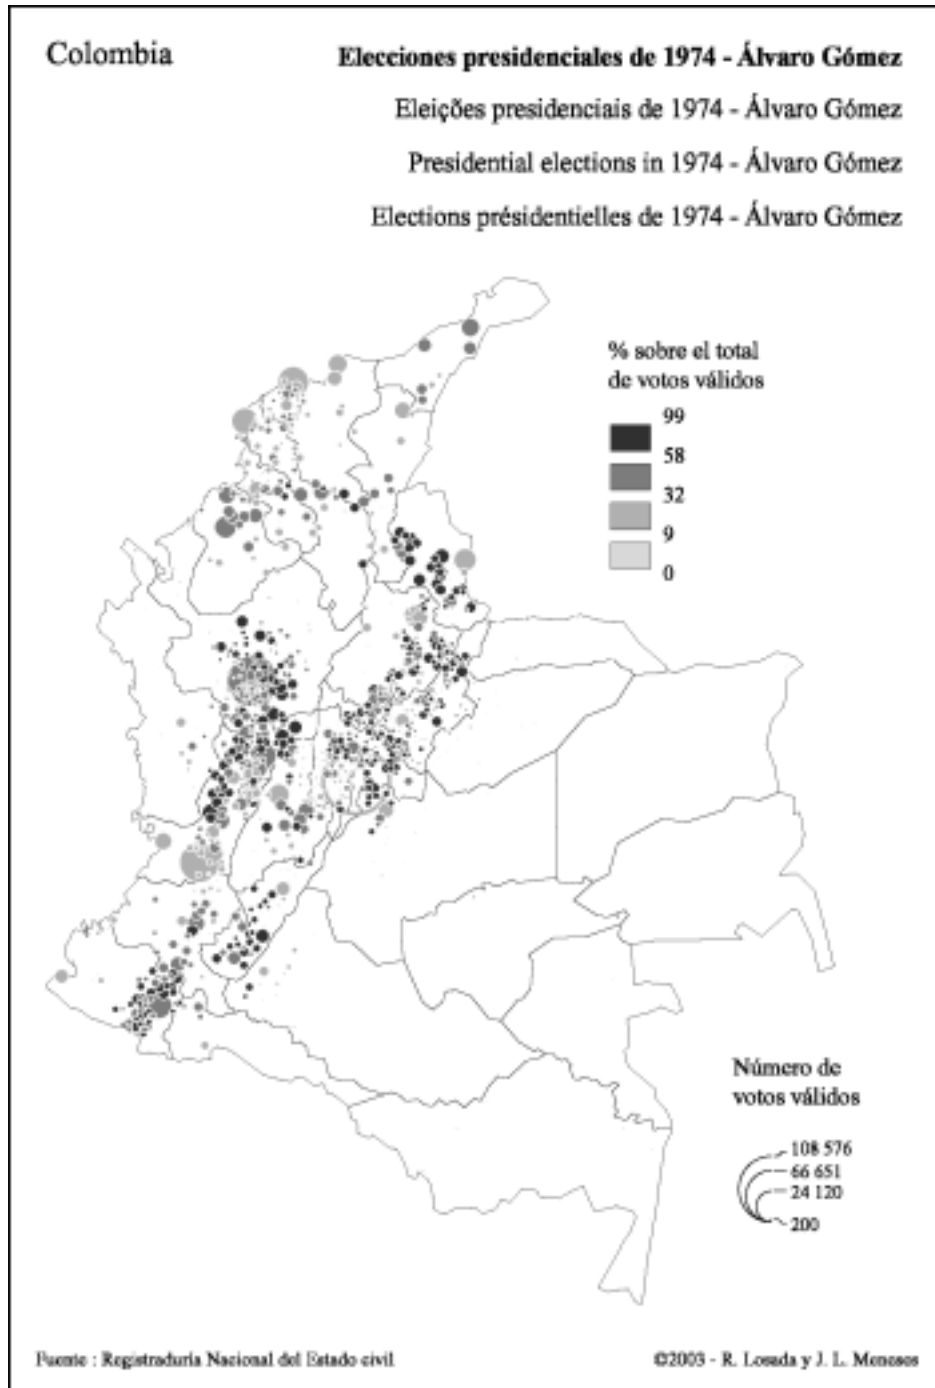 Colombia
Elecciones presidenciales de 1974 - Álvaro Gómez
Eleições presidenciais de 1974 - Álvaro Gómez
Presidential elections in 1974 - Álvaro Gómez
Elections présidentielles de 1974 - Álvaro Gómez
% sobre el total
de votos válidos
99
58
32
9
0
Número de
votos válidos
108 576
66 651
24 120
200
Fuente : Registraduría Nacional del Estado civil
©2003 - R. Losada y J. L. Meneses